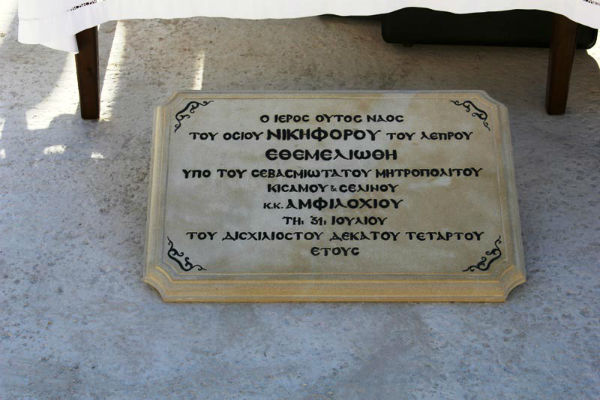 Ο ΙΕΡΟΣ ΟΥΤΟΣ ΝΑΟΣ
ΤΟΥ ΟΣΙΟΥ ΝΙΚΗΦΟΡΟΥ ΤΟΥ ΛΕΠΡΟΥ
ΕΘΕΜΕΛΙΩΘΗ
ΥΠΟ ΤΟΥ ΣΕΒΑΣΜΙΩΤΑΤΟΥ ΜΗΤΡΟΠΟΛΙΤΟΥ
ΚΙΣΑΜΟΥ & ΣΕΛΙΝΟΥ
Κ.Κ. ΑΜΦΙΛΟΧΙΟΥ
ΤΗ: 31: ΙΟΥΛΙΟΥ
ΤΟΥ ΔΙΣΧΙΛΙΟΣΤΟΥ ΔΕΚΑΤΟΥ ΤΕΤΑΡΤΟΥ
ΕΤΟΥΣ